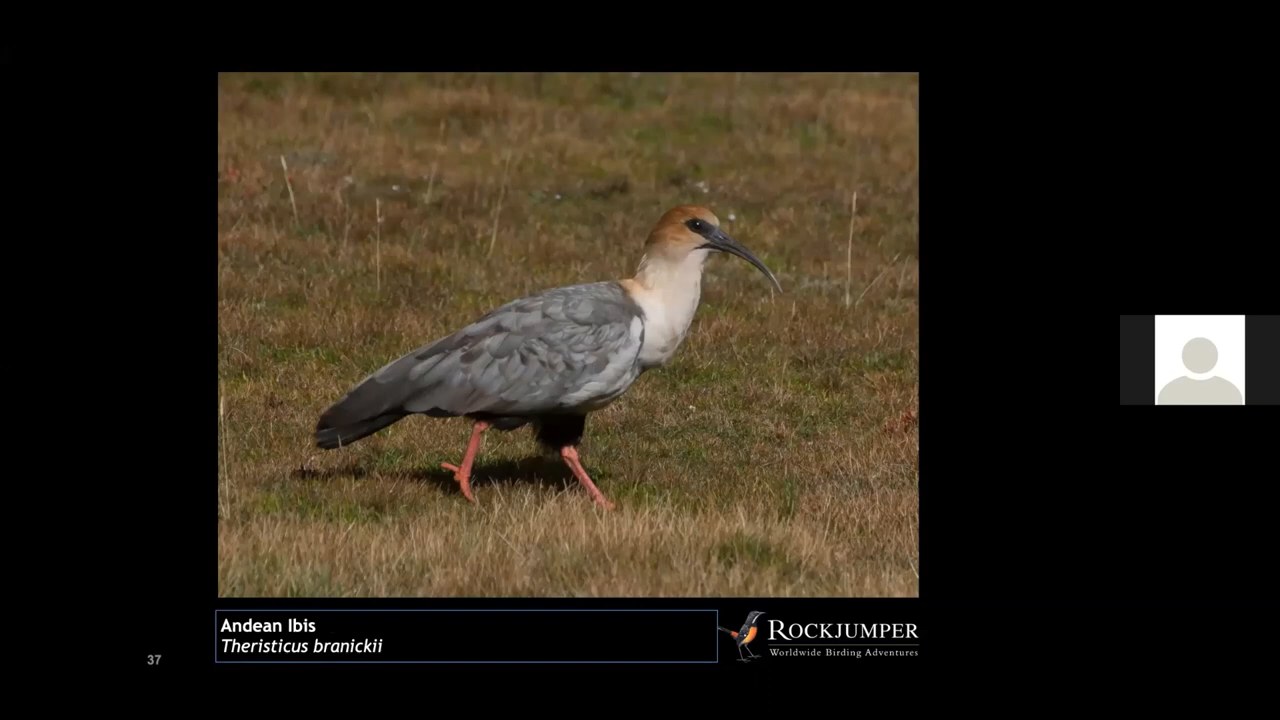 Andean Ibis
Theristicus branickii
ROCKJUMPER
Worldwide Birding Adventures
37